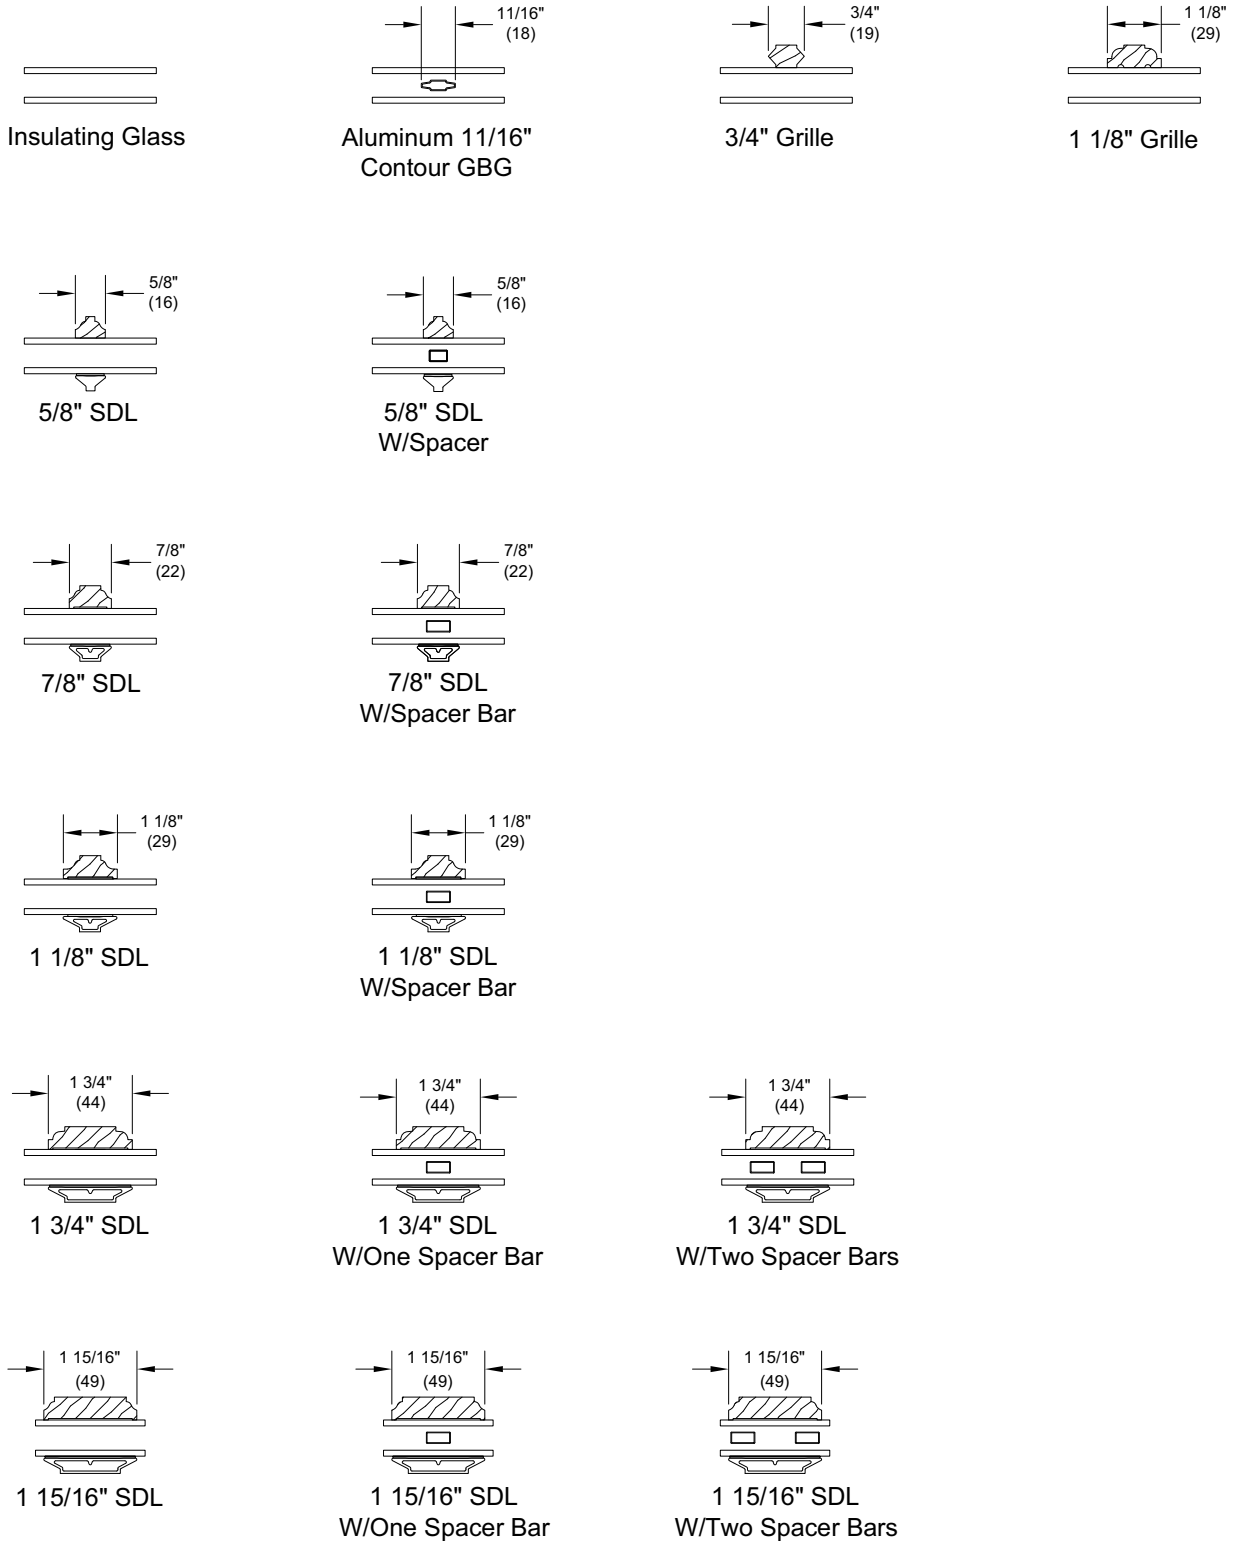 11/16"
(18)
3/4"
(19)
1 1/8"
(29)
Insulating Glass
Aluminum 11/16"
Contour GBG
3/4" Grille
1 1/8" Grille
5/8"
(16)
5/8"
(16)
5/8" SDL
5/8" SDL
W/Spacer
7/8"
(22)
7/8"
(22)
7/8" SDL
7/8" SDL
W/Spacer Bar
1 1/8"
(29)
1 1/8"
(29)
1 1/8" SDL
1 1/8" SDL
W/Spacer Bar
1 3/4"
(44)
1 3/4"
(44)
1 3/4"
(44)
1 3/4" SDL
1 3/4" SDL
W/One Spacer Bar
1 3/4" SDL
W/Two Spacer Bars
1 15/16"
(49)
1 15/16"
(49)
1 15/16"
(49)
1 15/16" SDL
1 15/16" SDL
W/One Spacer Bar
1 15/16" SDL
W/Two Spacer Bars